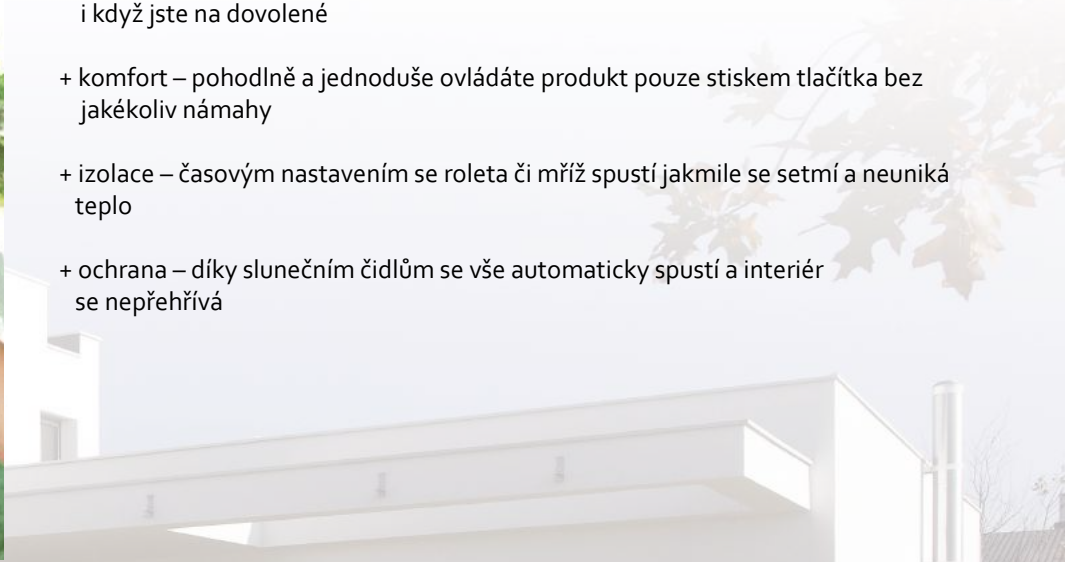 i když jste na dovolené
+ komfort – pohodlně a jednoduše ovládáte produkt pouze stiskem tlačítka bez
jakékoliv námahy
+ izolace – časovým nastavením se roleta či mříž spustí jakmile se setmí a neuniká
teplo
+ ochrana – díky slunečním čidlům se vše automaticky spustí a interiér
se nepřehřívá